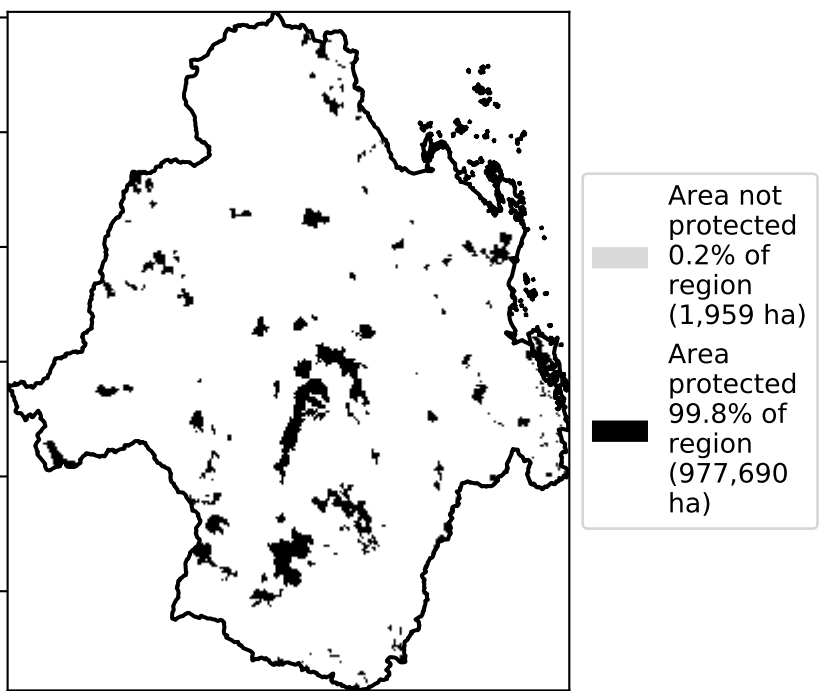 Area not
protected
0.2% of
region
(1,959 ha)
Area
protected
99.8% of
region
(977,690
ha)